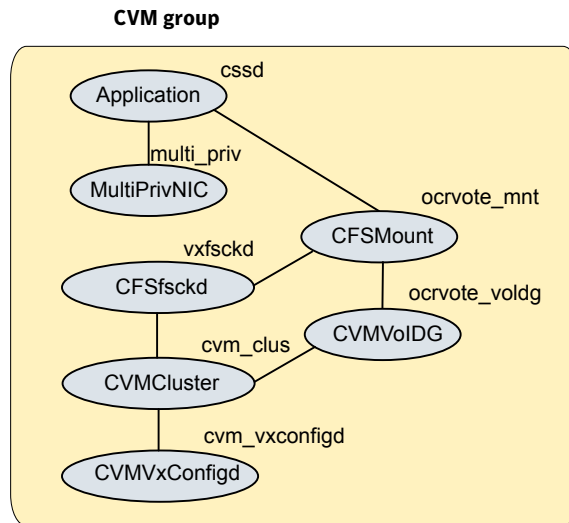 CVM group
cssd
Application
multi_priv
MultiPrivNIC
ocrvote_mnt
CFSMount
vxfsckd
CFSfsckd
ocrvote_voldg
CVMVolDG
cvm_clus
CVMCluster
cvm_vxconfigd
CVMVxConfigd